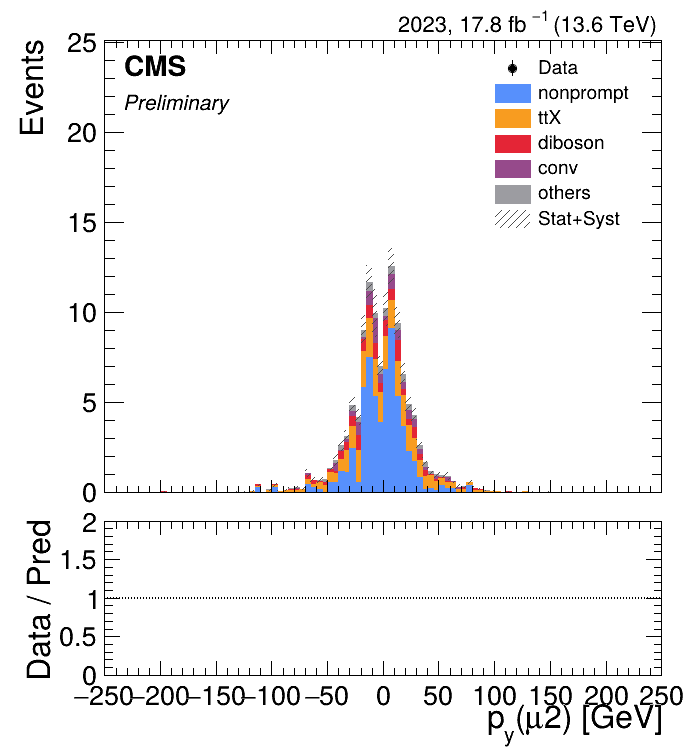 2023, 17.8 fb⁻¹ (13.6 TeV)
CMS
Preliminary
Data
nonprompt
ttX
diboson
conv
others
Stat+Syst
Events
25
20
15
10
5
0
Data / Pred
2
1.5
1
0.5
0
−250 −200 −150 −100 −50 0 50 100 150 200 250
p_y(μ2) [GeV]